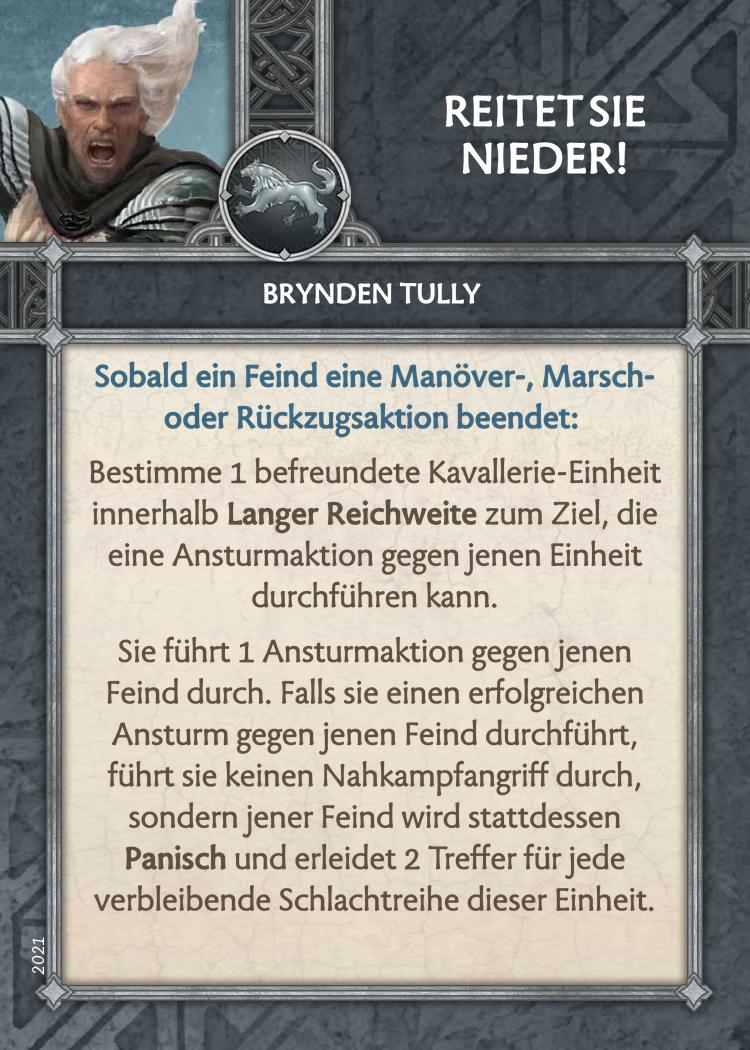 REITET SIE
NIEDER!
BRYNDEN TULLY
Sobald ein Feind eine Manöver-, Marsch-
oder Rückzugsaktion beendet:
Bestimme 1 befreundete Kavallerie-Einheit
innerhalb Langer Reichweite zum Ziel, die
eine Ansturmaktion gegen jenen Einheit
durchführen kann.
Sie führt 1 Ansturmaktion gegen jenen
Feind durch. Falls sie einen erfolgreichen
Ansturm gegen jenen Feind durchführt,
führt sie keinen Nahkampfangriff durch,
sondern jener Feind wird stattdessen
Panisch und erleidet 2 Treffer für jede
verbleibende Schlachtreihe dieser Einheit.
2021